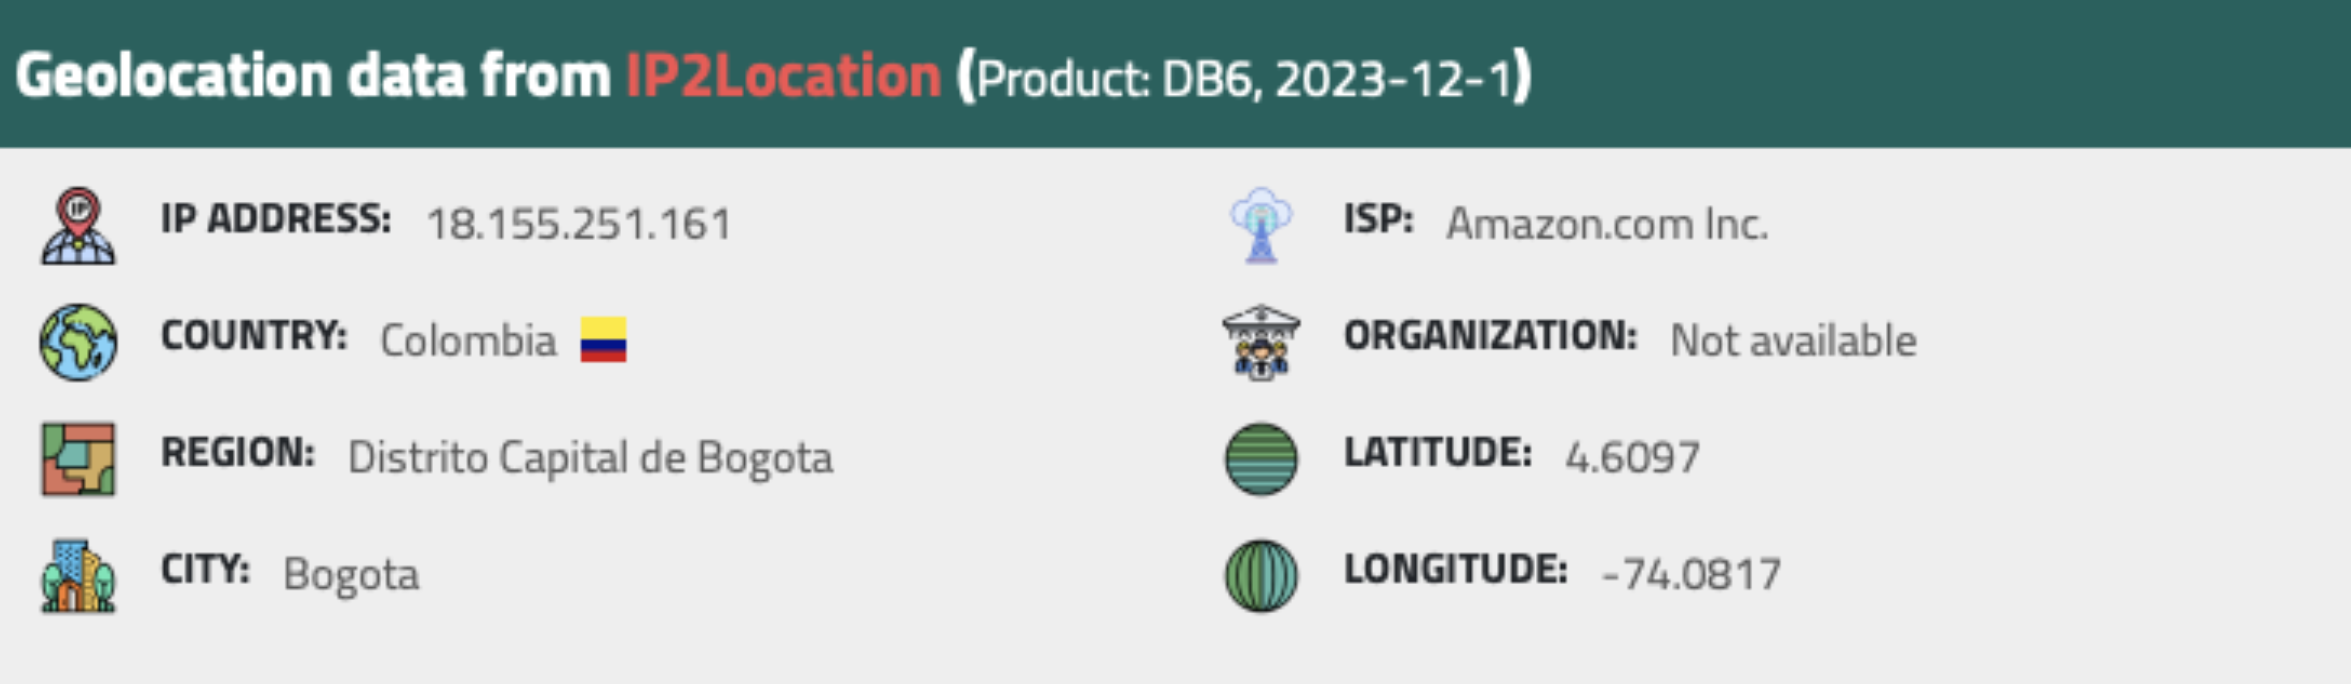 Geolocation data from IP2Location (Product: DB6, 2023-12-1)
IP ADDRESS: 18.155.251.161
COUNTRY: Colombia
REGION: Distrito Capital de Bogota
CITY: Bogota
ISP: Amazon.com Inc.
ORGANIZATION: Not available
LATITUDE: 4.6097
LONGITUDE: -74.0817